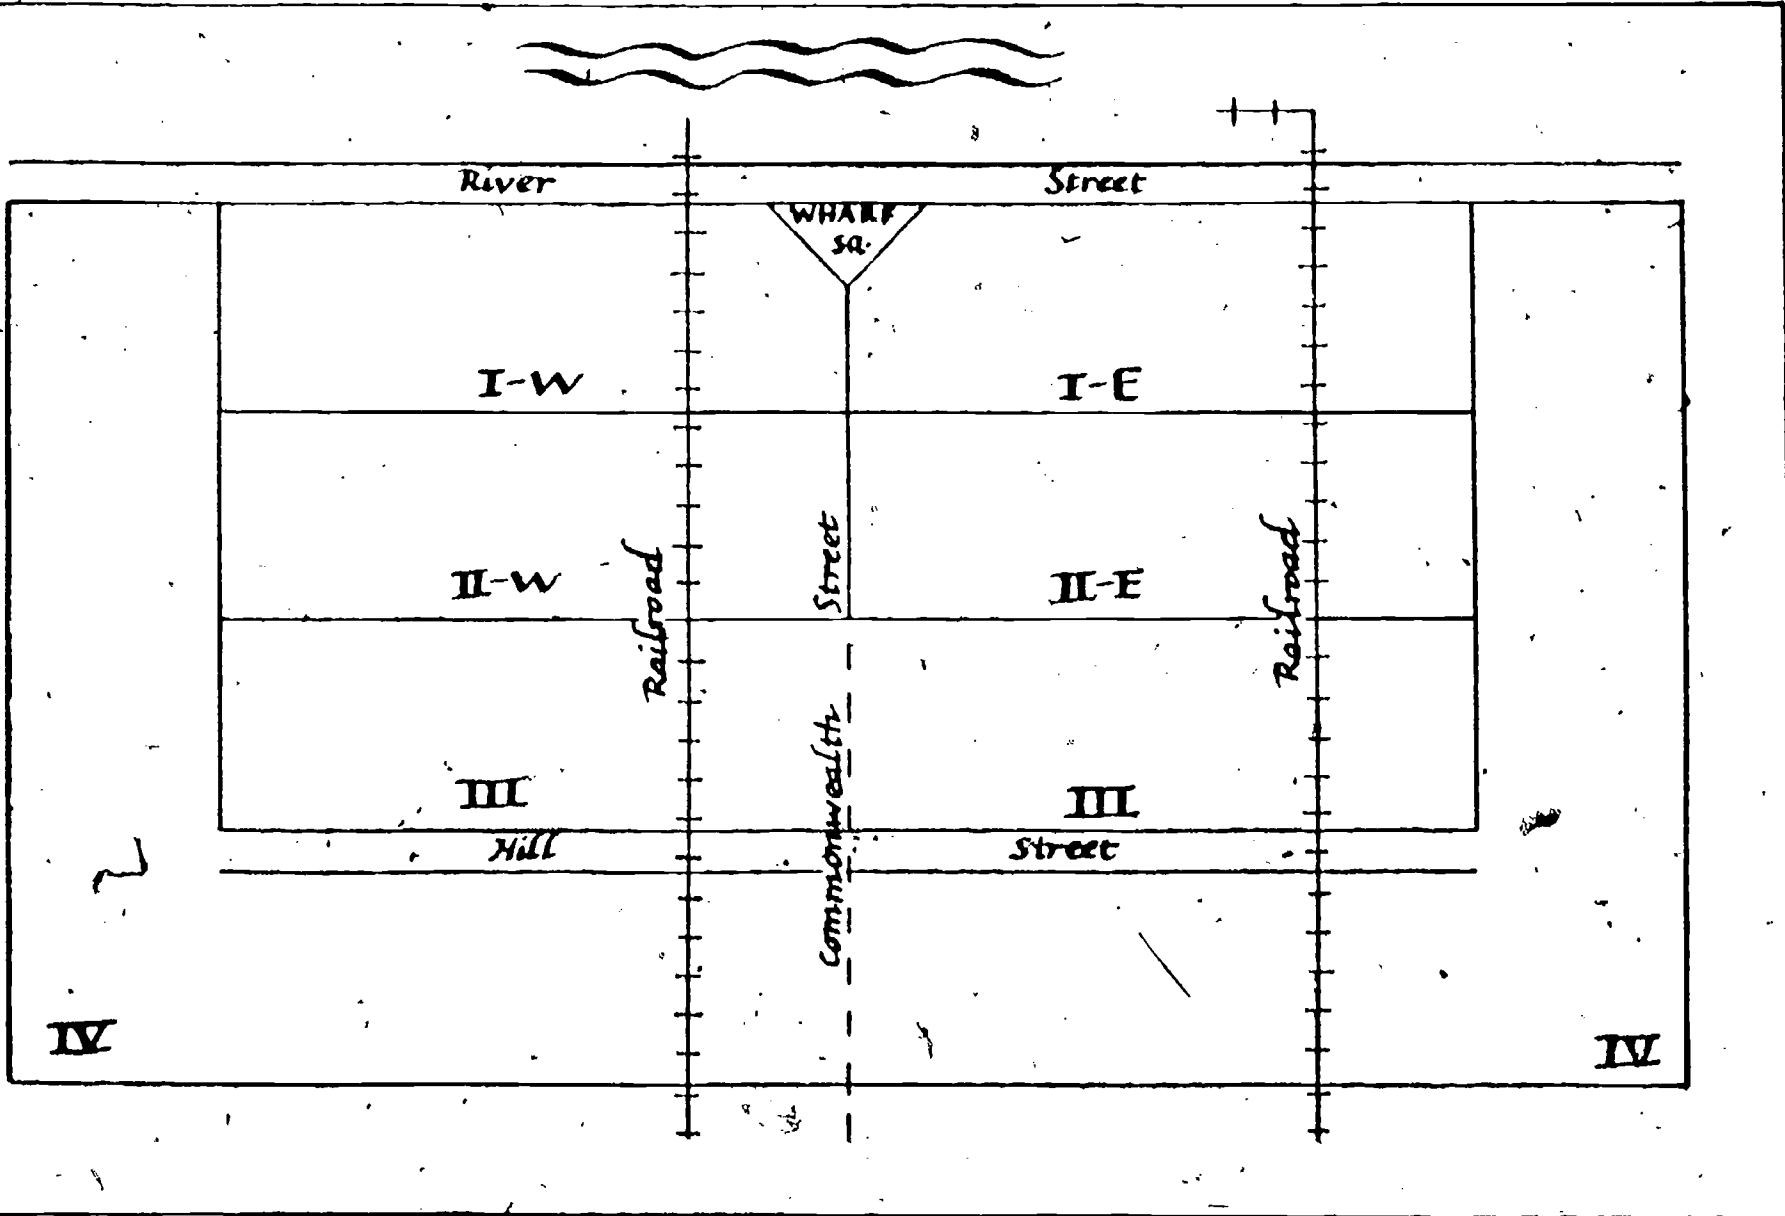 River Street
WHARF
SQ.
I-W
I-E
Street
II-W
II-E
Railroad
Railroad
Commonwealth
III
III
Hill Street
IV
IV